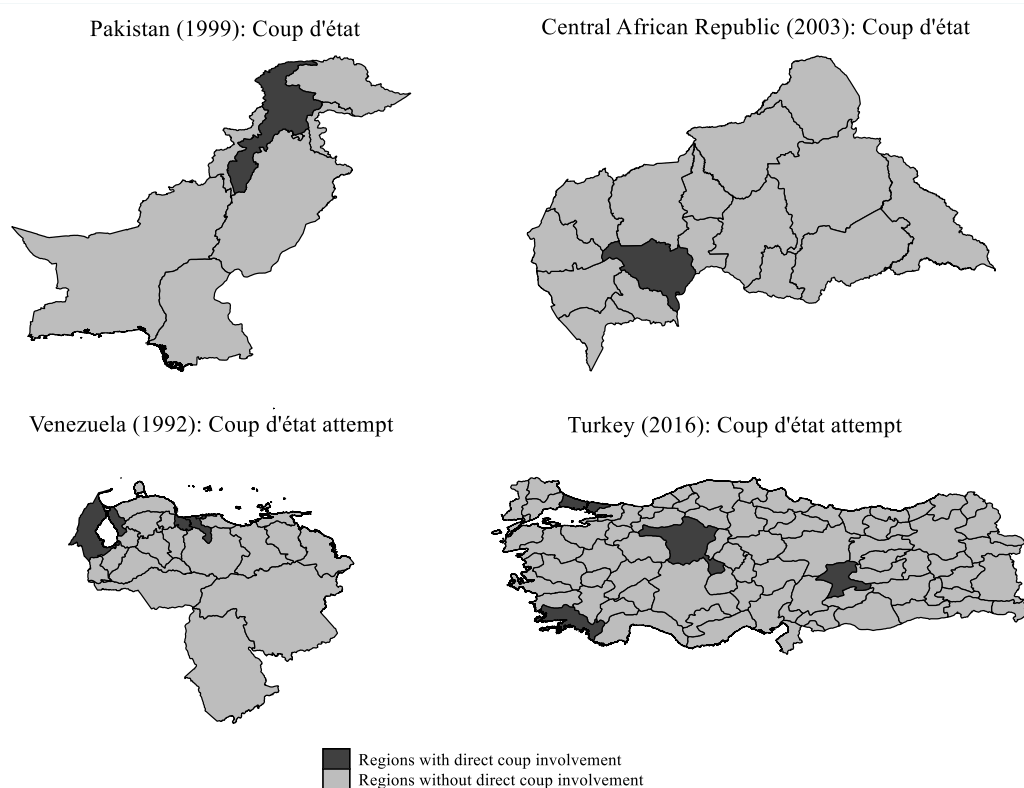 Pakistan (1999): Coup d'état
Central African Republic (2003): Coup d'état
Venezuela (1992): Coup d'état attempt
Turkey (2016): Coup d'état attempt
Regions with direct coup involvement
Regions without direct coup involvement